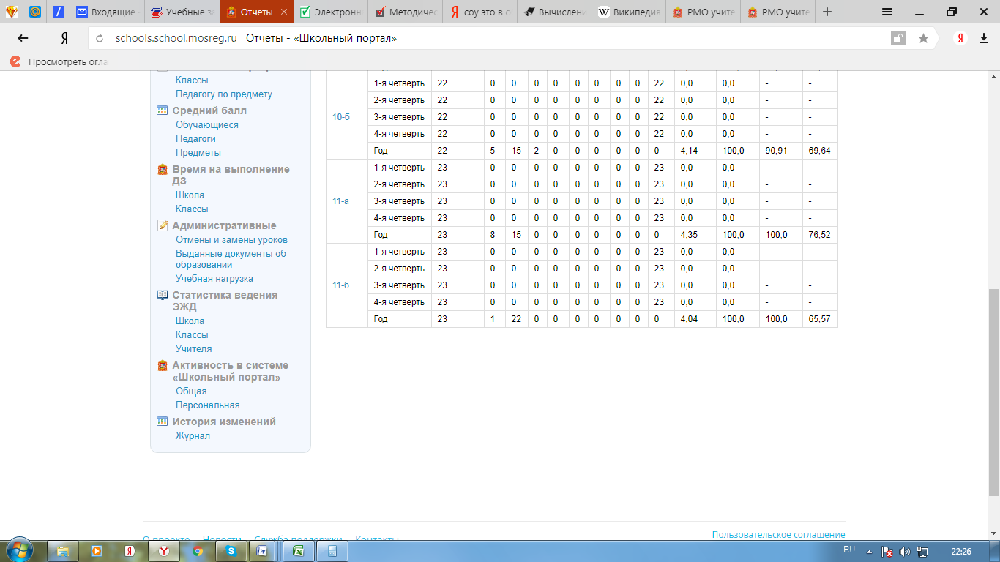 Входящие
Учебные за
Отчеты
Электронн
Методичес
соу это в о
Вычислени
Википедия
РМО учите
РМО учите
schools.school.mosreg.ru Отчеты - «Школьный портал»
Просмотреть огла
Классы
Педагогу по предмету
Средний балл
Обучающиеся
Педагоги
Предметы
Время на выполнение
ДЗ
Школа
Классы
Административные
Отмены и замены уроков
Выданные документы об
образовании
Учебная нагрузка
Статистика ведения
ЭЖД
Школа
Классы
Учителя
Активность в системе
«Школьный портал»
Общая
Персональная
История изменений
Журнал
10-б
1-я четверть 22 0 0 0 0 0 0 0 0 22 0,0 0,0 - -
2-я четверть 22 0 0 0 0 0 0 0 0 22 0,0 0,0 - -
3-я четверть 22 0 0 0 0 0 0 0 0 22 0,0 0,0 - -
4-я четверть 22 0 0 0 0 0 0 0 0 22 0,0 0,0 - -
Год 22 5 15 2 0 0 0 0 0 0 4,14 100,0 90,91 69,64
11-а
1-я четверть 23 0 0 0 0 0 0 0 0 23 0,0 0,0 - -
2-я четверть 23 0 0 0 0 0 0 0 0 23 0,0 0,0 - -
3-я четверть 23 0 0 0 0 0 0 0 0 23 0,0 0,0 - -
4-я четверть 23 0 0 0 0 0 0 0 0 23 0,0 0,0 - -
Год 23 8 15 0 0 0 0 0 0 0 4,35 100,0 100,0 76,52
11-б
1-я четверть 23 0 0 0 0 0 0 0 0 23 0,0 0,0 - -
2-я четверть 23 0 0 0 0 0 0 0 0 23 0,0 0,0 - -
3-я четверть 23 0 0 0 0 0 0 0 0 23 0,0 0,0 - -
4-я четверть 23 0 0 0 0 0 0 0 0 23 0,0 0,0 - -
Год 23 1 22 0 0 0 0 0 0 0 4,04 100,0 100,0 65,57
О проекте Новости Служба поддержки Контакты
Пользовательское соглашение
RU
22:26